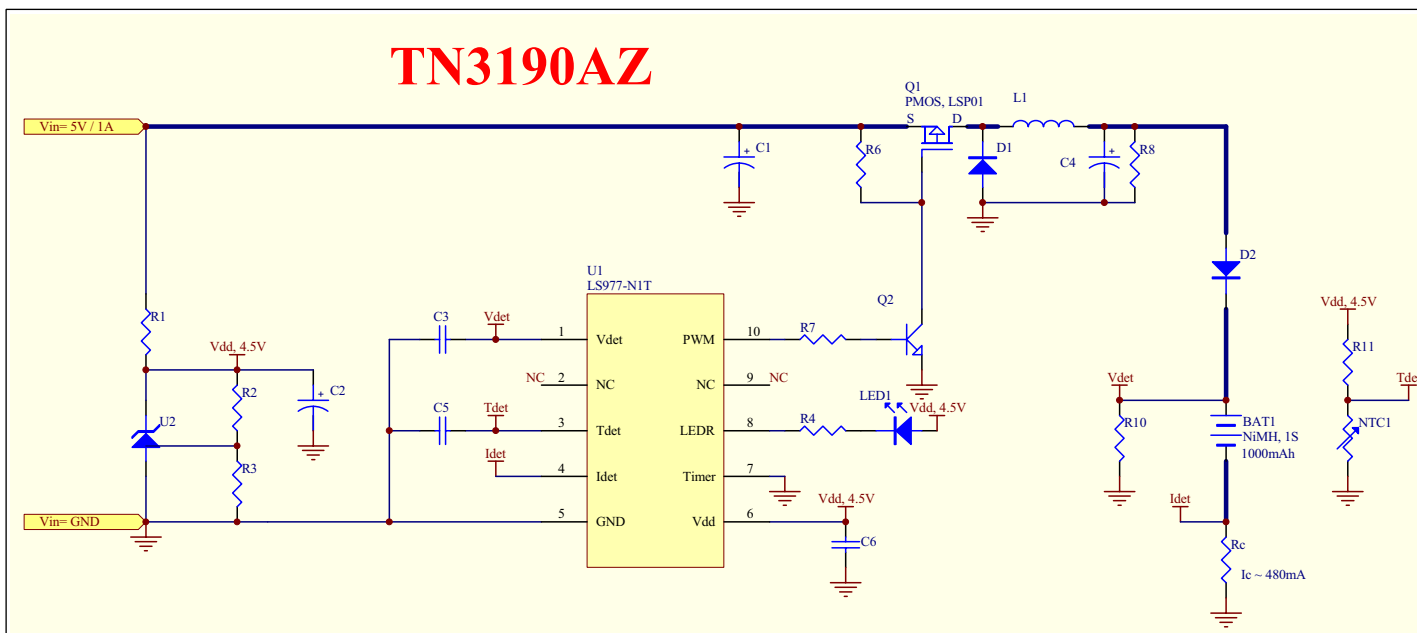 TN3190AZ
Q1
PMOS, LSP01
L1
S
D
Vin= 5V / 1A
C1
R6
D1
C4
R8
D2
U1
LS977-N1T
Q2
Vdd, 4.5V
R1
C3
Vdet
1
Vdet
PWM
10
R7
R11
Vdd, 4.5V
NC
2
NC
NC
9
NC
Vdet
Tde
R2
C2
LED1
Vdd, 4.5V
U2
C5
Tdet
3
Tdet
LEDR
8
R4
R10
BAT1
NiMH, 1S
1000mAh
NTC1
R3
Idet
4
Idet
Timer
7
Vdd, 4.5V
Idet
Vin= GND
5
GND
Vdd
6
C6
Rc
Ic ~ 480mA